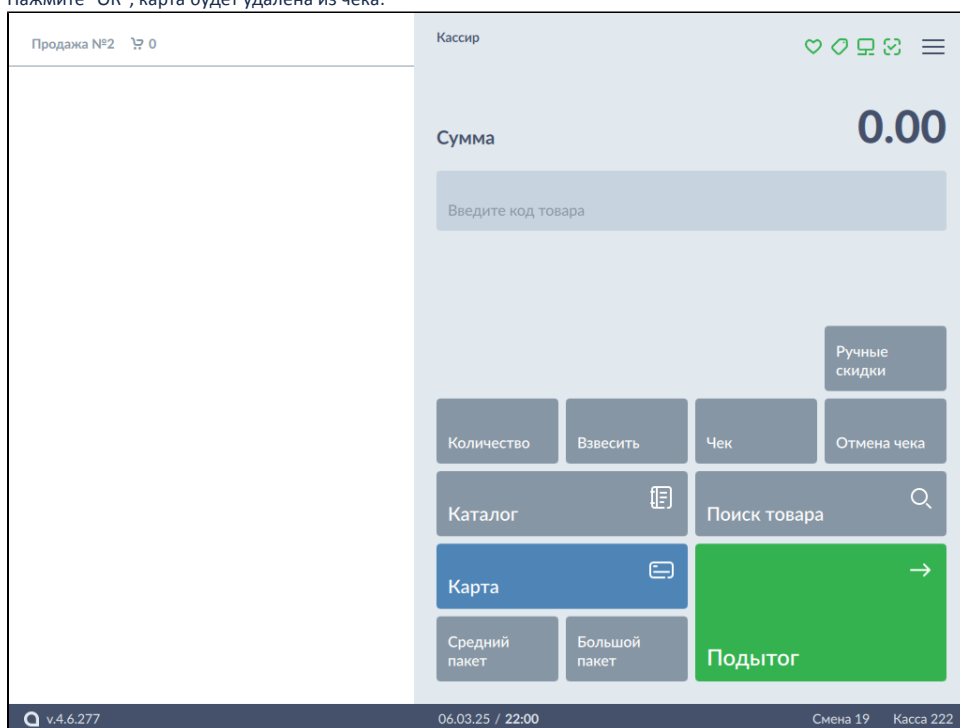 Нажмите "ОК", карта будет удалена из чека.
Продажа №2 0
Кассир
Сумма
0.00
Введите код товара
Ручные
скидки
Количество
Взвесить
Чек
Отмена чека
Каталог
Поиск товара
Карта
Средний
пакет
Большой
пакет
Подытог
v.4.6.277
06.03.25 / 22:00
Смена 19
Касса 222